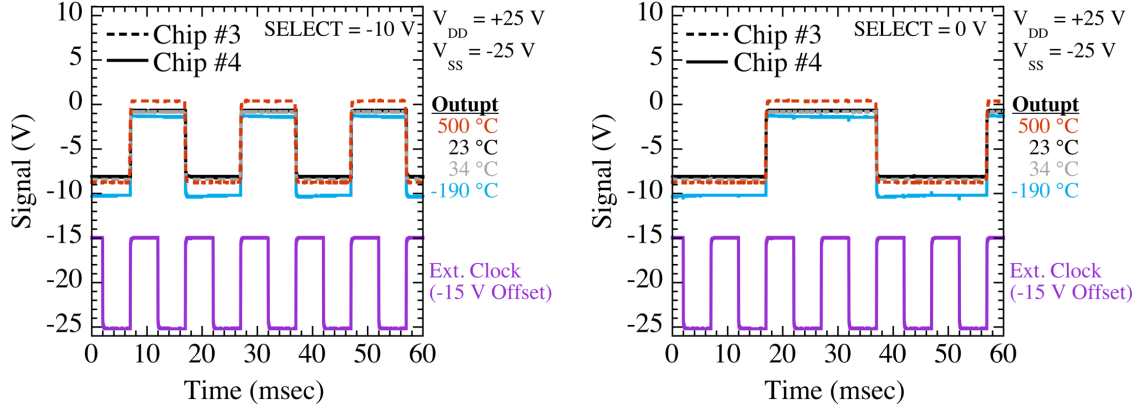 SELECT = -10 V
Chip #3
Chip #4
V_DD = +25 V
V_SS = -25 V
10
5
0
-5
-10
-15
-20
-25
Signal (V)
Outupt
500 °C
23 °C
34 °C
-190 °C
Ext. Clock
(-15 V Offset)
0 10 20 30 40 50 60
Time (msec)
SELECT = 0 V
Chip #3
Chip #4
V_DD = +25 V
V_SS = -25 V
10
5
0
-5
-10
-15
-20
-25
Signal (V)
Outupt
500 °C
23 °C
34 °C
-190 °C
Ext. Clock
(-15 V Offset)
0 10 20 30 40 50 60
Time (msec)